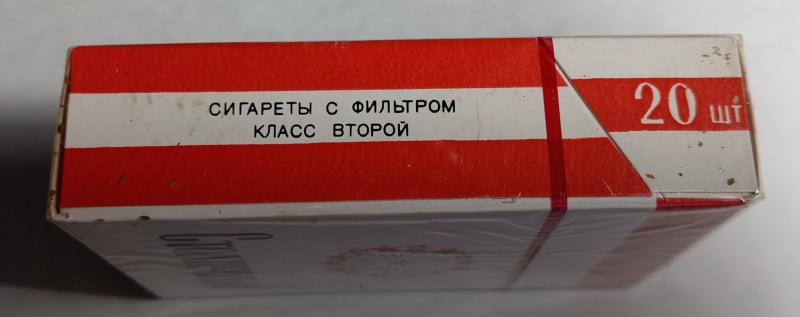 СИГАРЕТЫ С ФИЛЬТРОМ
КЛАСС ВТОРОЙ
20 шт